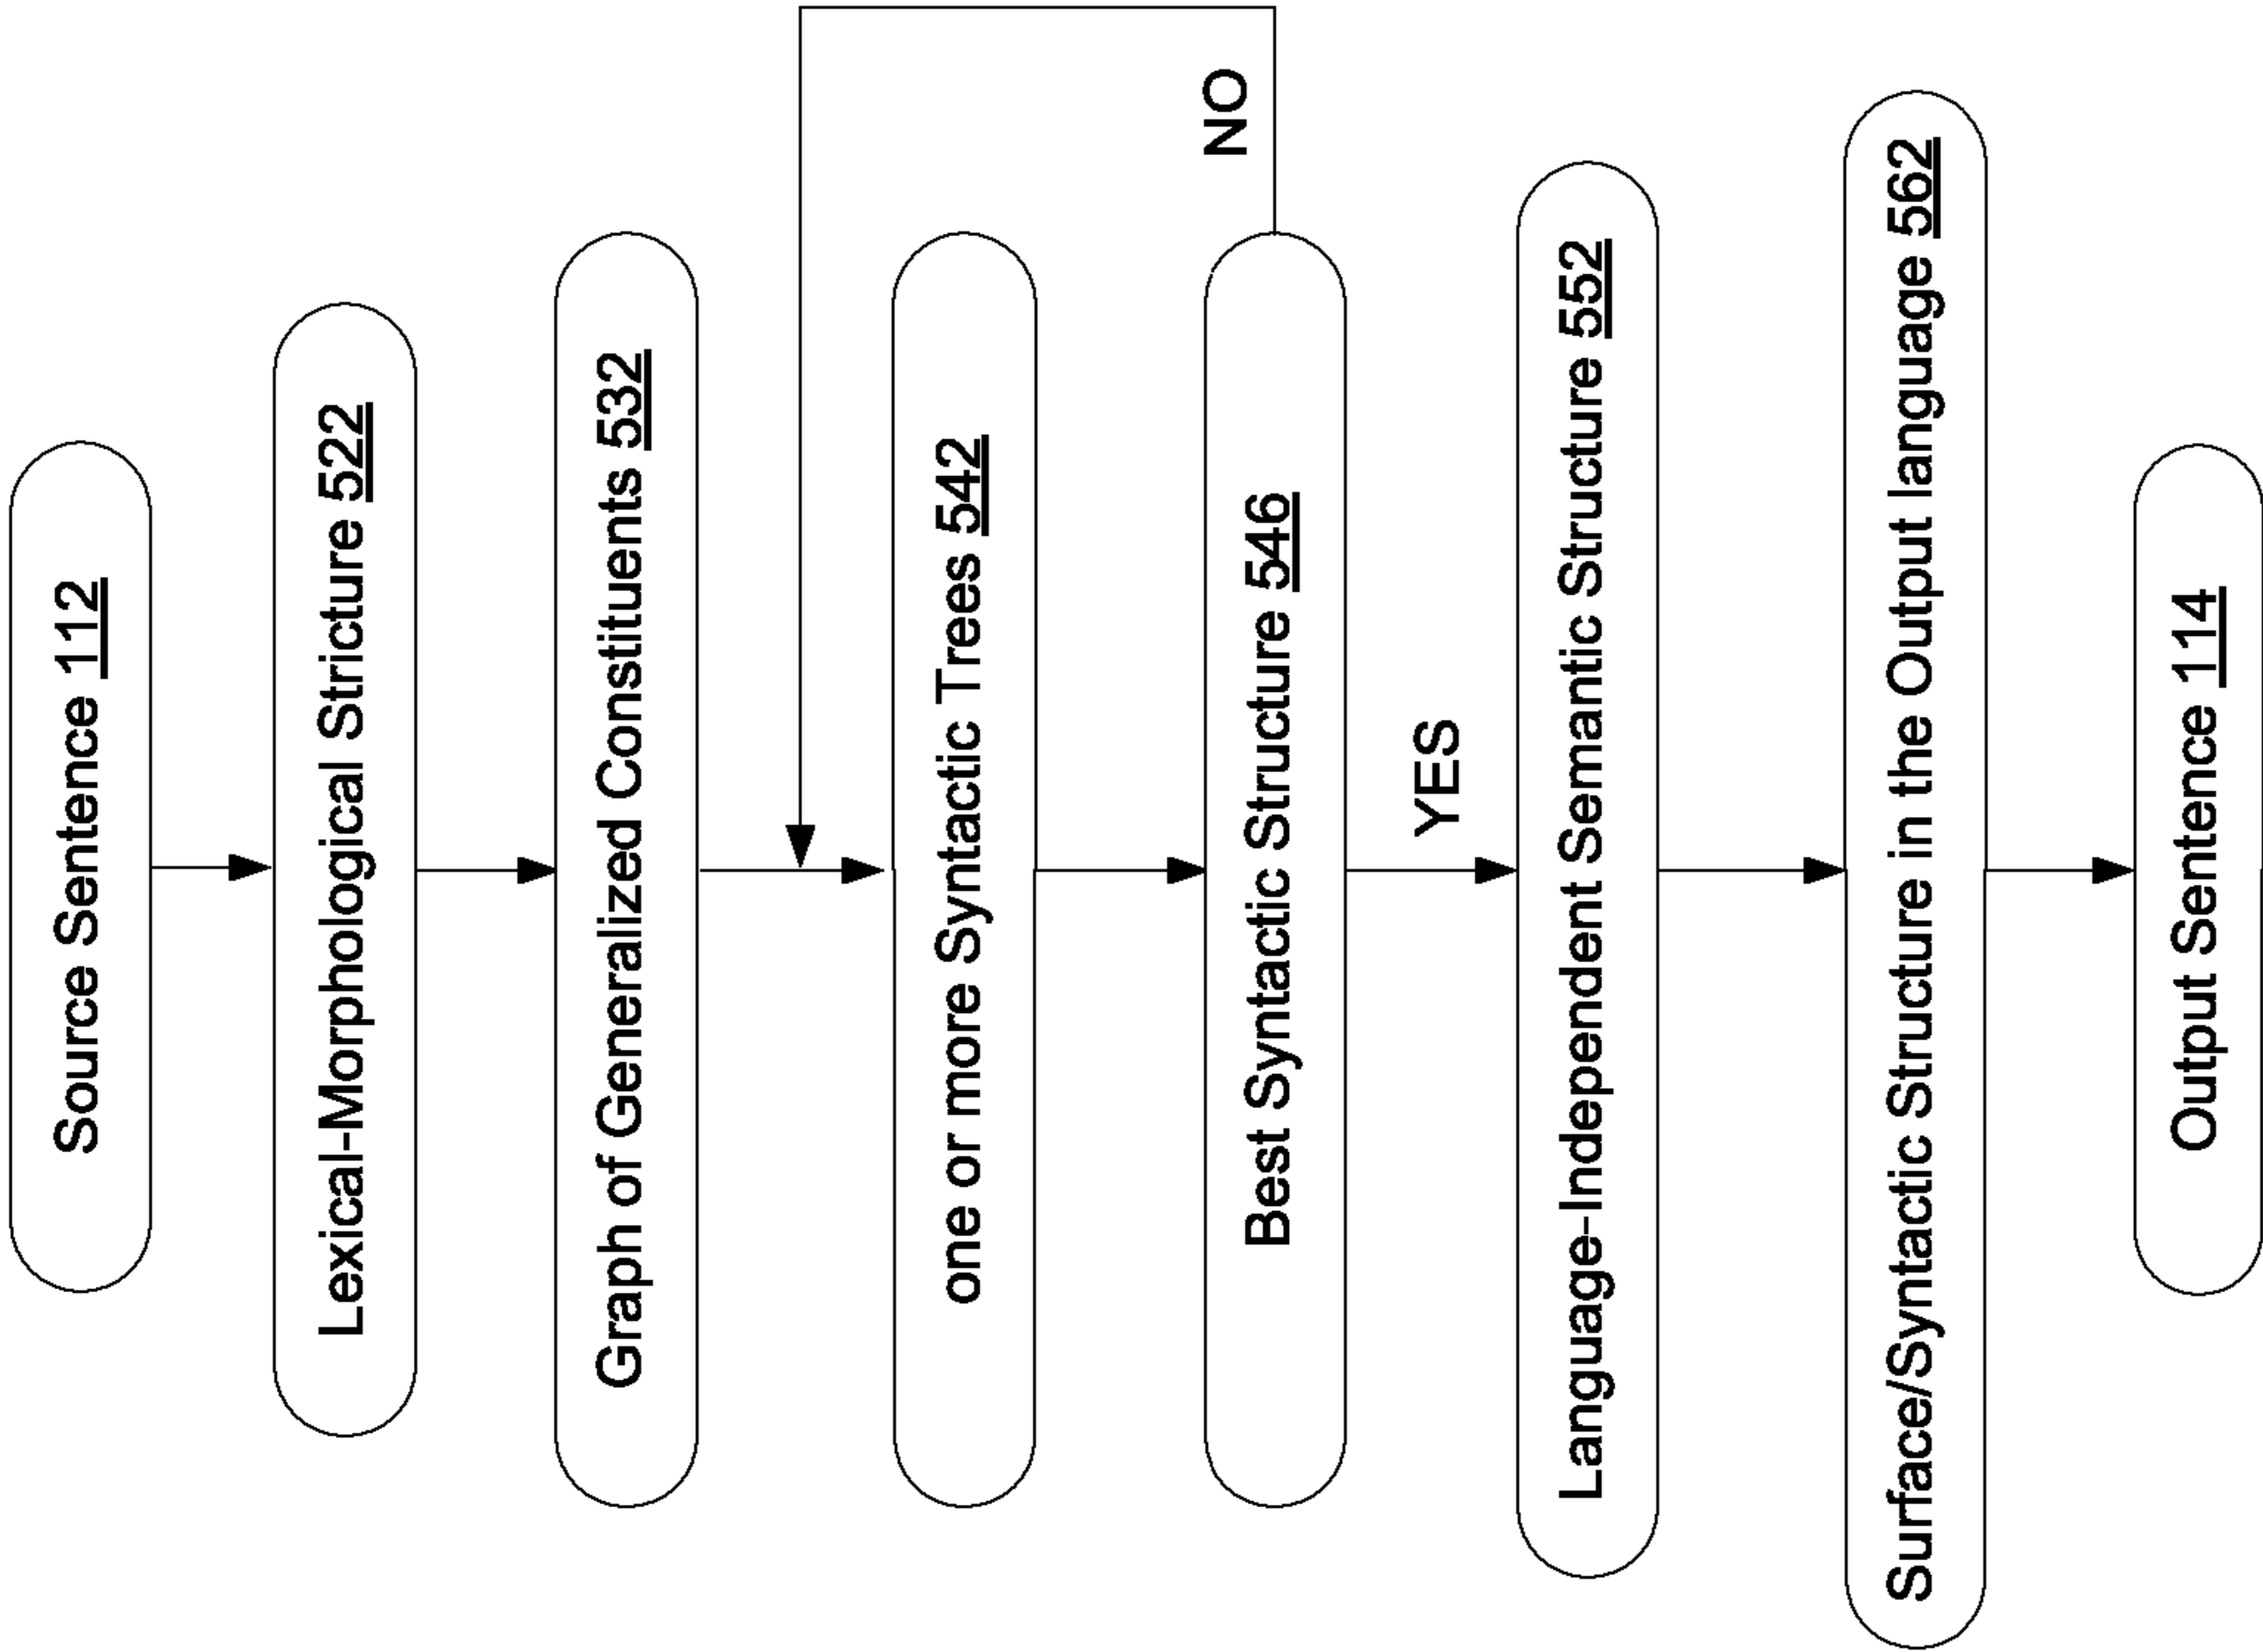 Source Sentence 112
Lexical-Morphological Stricture 522
Graph of Generalized Constituents 532
one or more Syntactic Trees 542
Best Syntactic Structure 546
NO
YES
Language-Independent Semantic Structure 552
Surface/Syntactic Structure in the Output language 562
Output Sentence 114